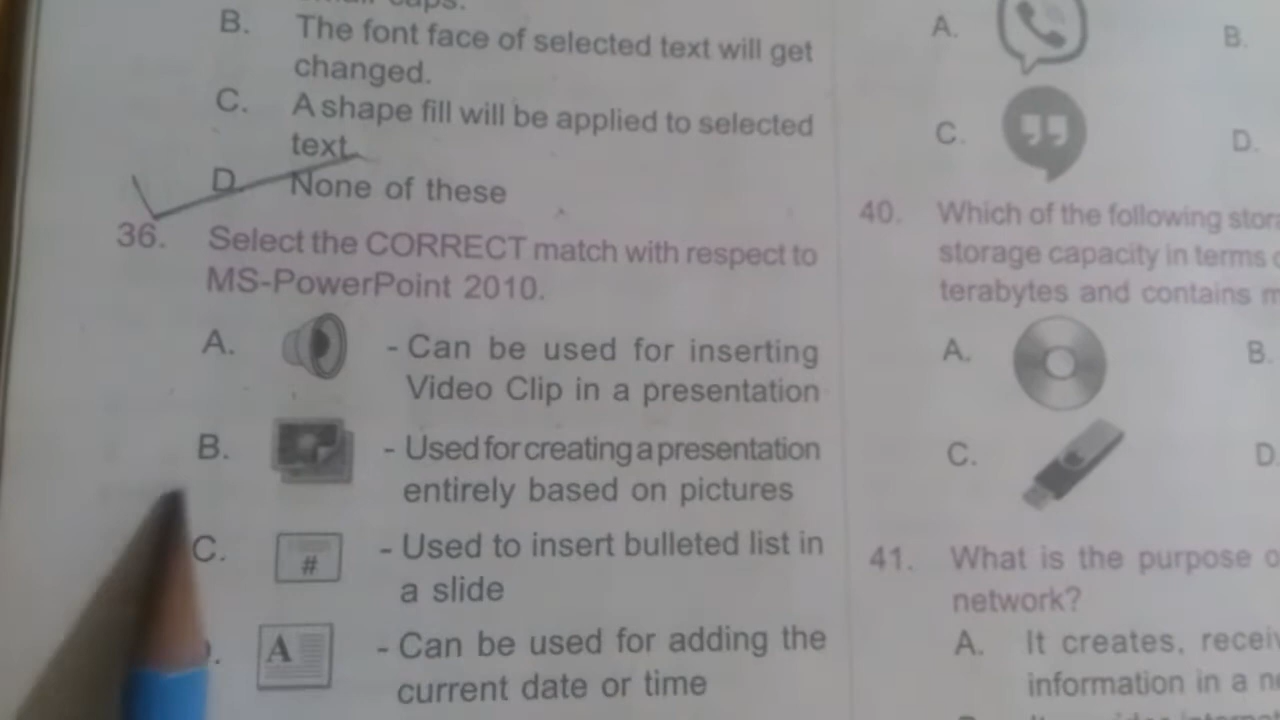 B. The font face of selected text will get
changed.
C. A shape fill will be applied to selected
text
D. None of these
36. Select the CORRECT match with respect to
MS-PowerPoint 2010.
A. - Can be used for inserting
Video Clip in a presentation
B. - Used for creating a presentation
entirely based on pictures
C. # - Used to insert bulleted list in
a slide
A - Can be used for adding the
current date or time
A. B.
C. D.
40. Which of the following
storage capacity in terms
terabytes and contains
A. B.
C. D.
41. What is the purpose
network?
A. It creates,
information in a